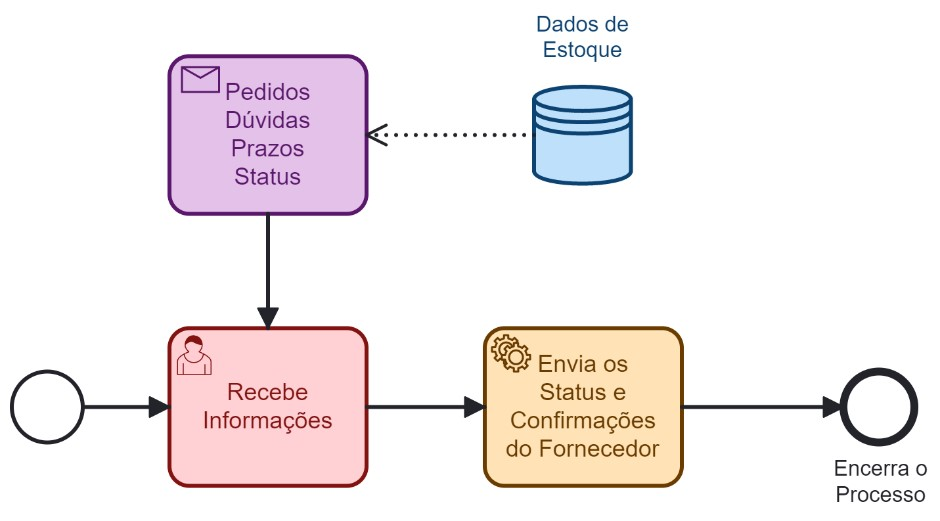 Dados de
Estoque
Pedidos
Dúvidas
Prazos
Status
Recebe
Informações
Envia os
Status e
Confirmações
do Fornecedor
Encerra o
Processo